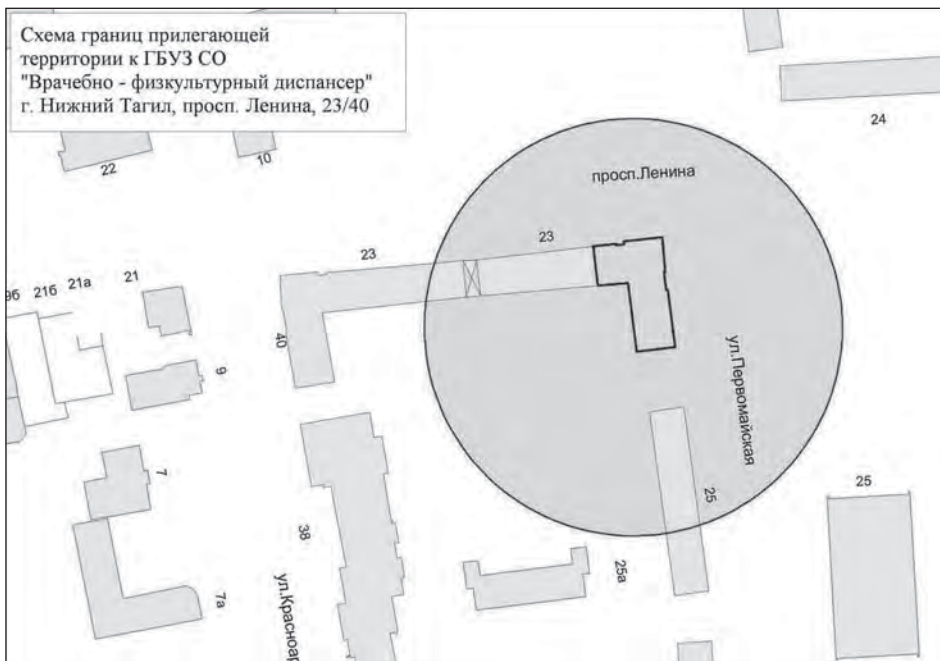 Схема границ прилегающей
территории к ГБУЗ СО
"Врачебно - физкультурный диспансер"
г. Нижний Тагил, просп. Ленина, 23/40
24
22
10
просп.Ленина
23
23
21
21а
21б
9б
40
9
ул.Первомайская
7
25
25
38
25а
7а
ул.Красноар